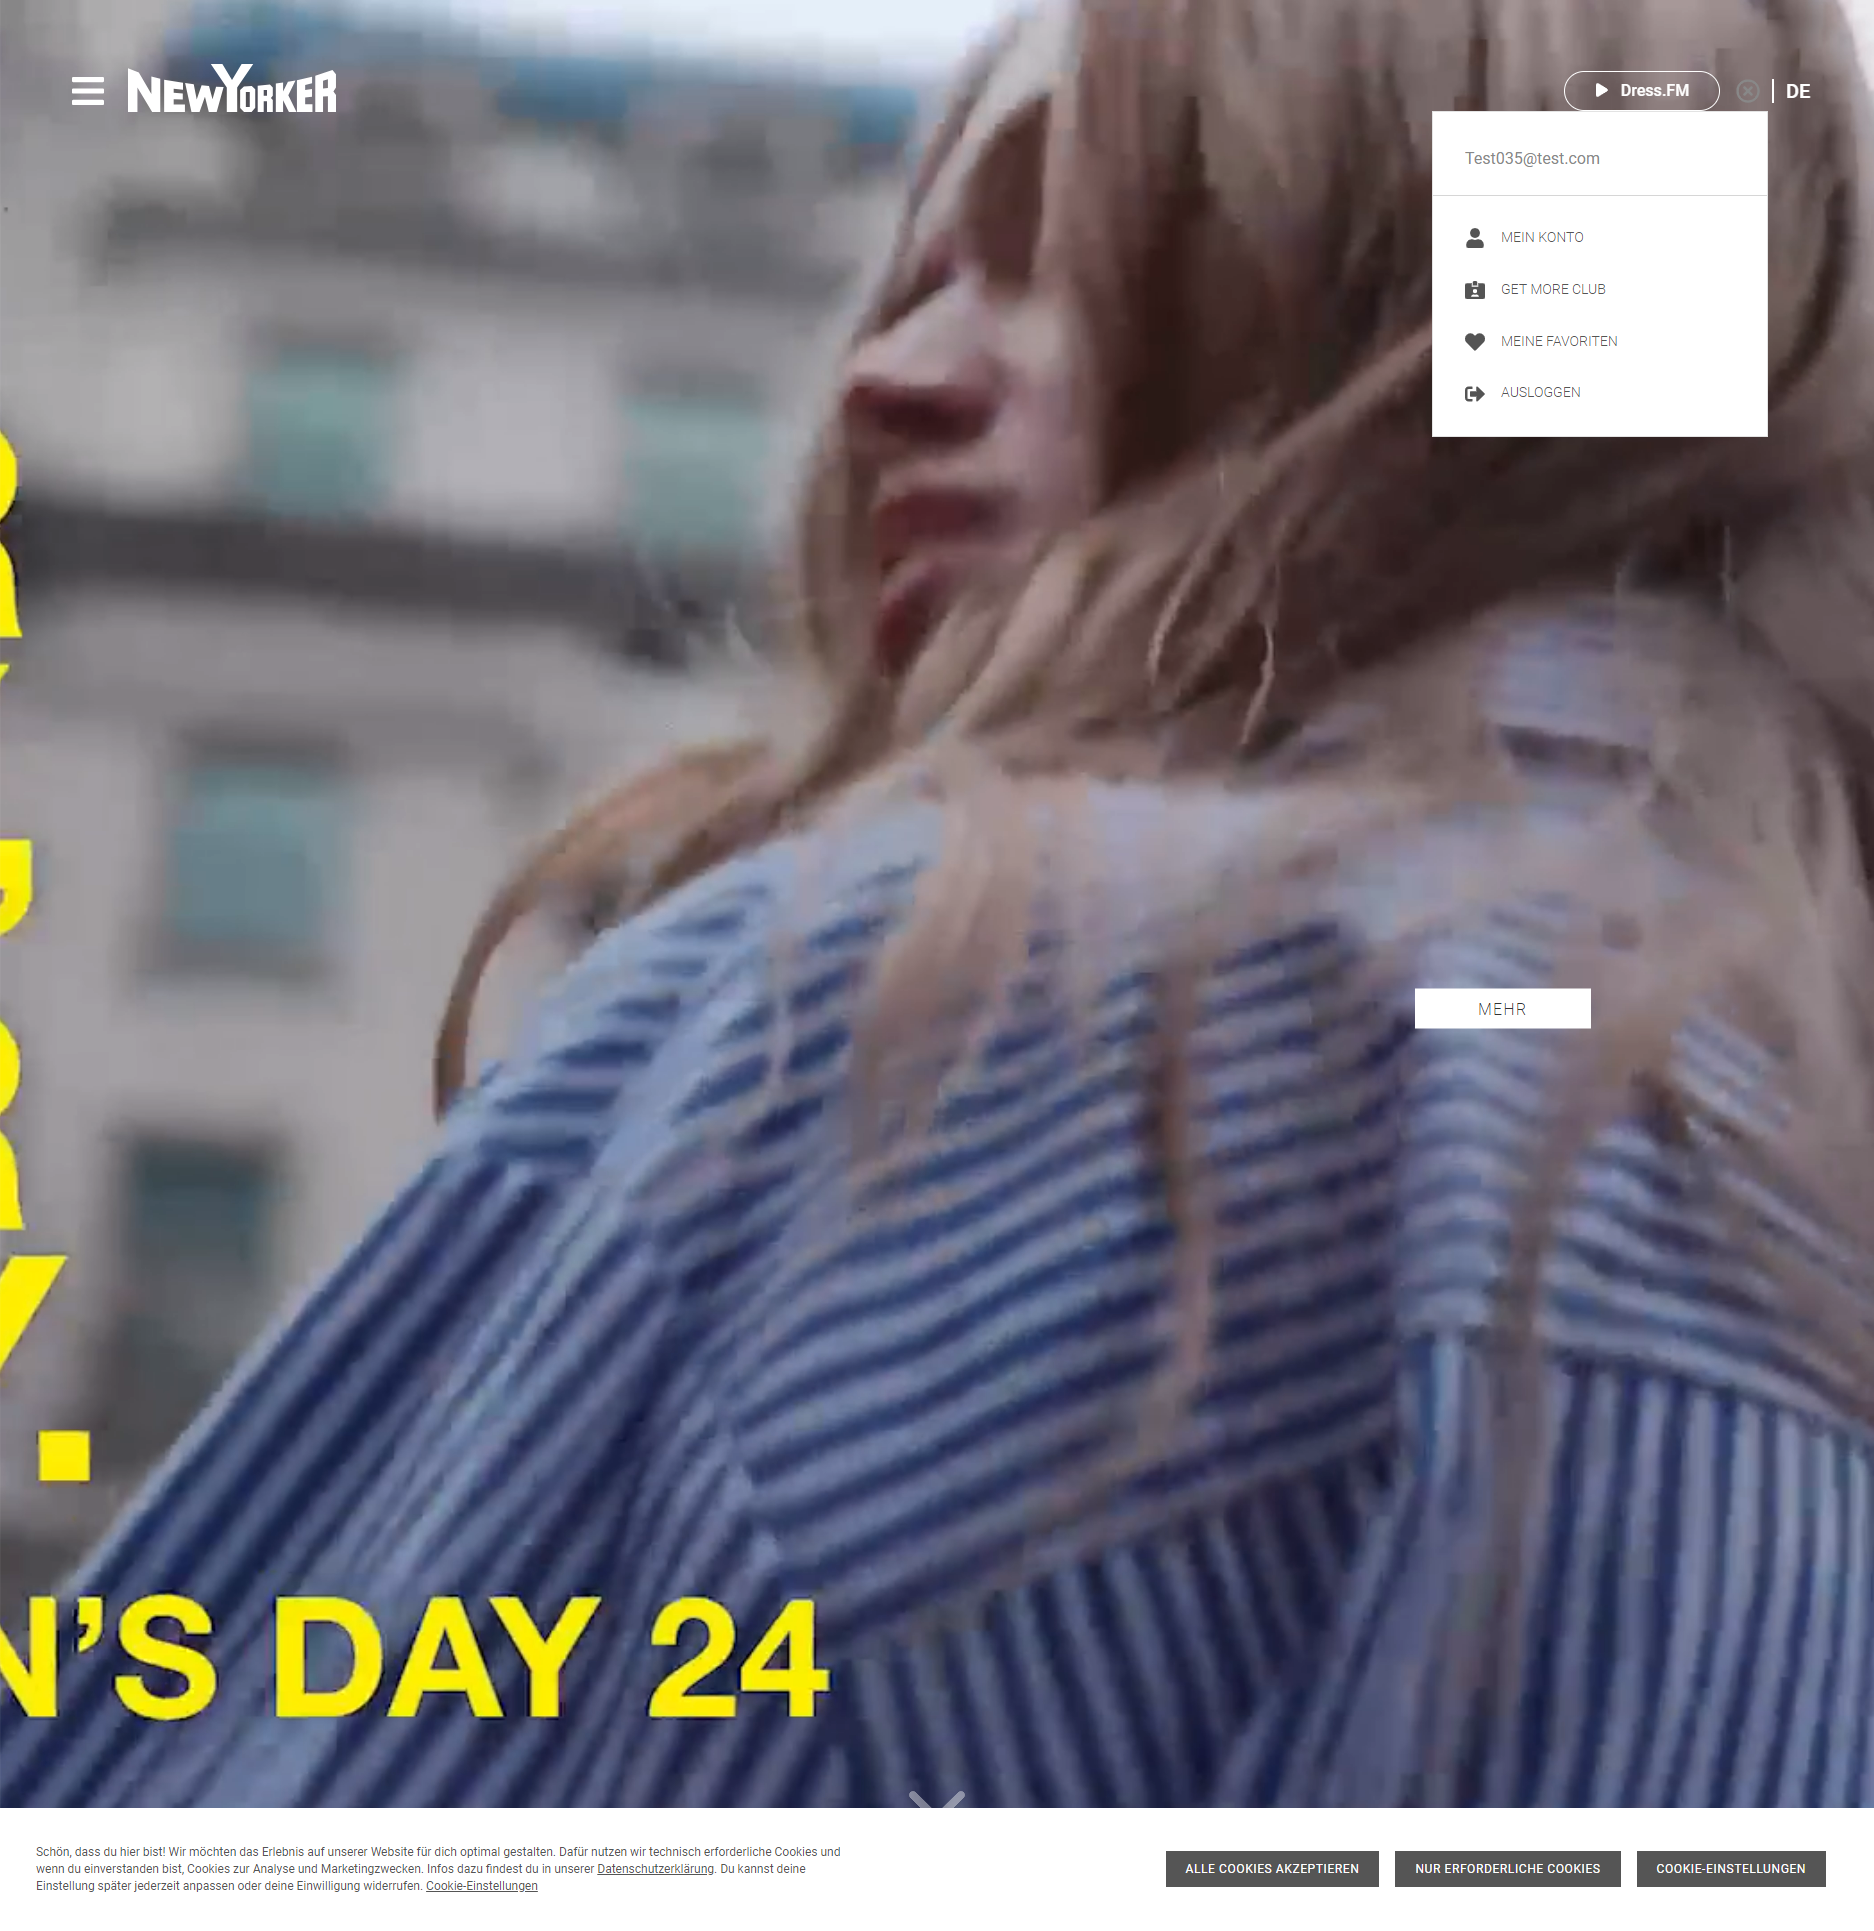 NEWYORKER
Dress.FM
DE
Test035@test.com
MEIN KONTO
GET MORE CLUB
MEINE FAVORITEN
AUSLOGGEN
MEHR
N'S DAY 24
Schön, dass du hier bist! Wir möchten das Erlebnis auf unserer Website für dich optimal gestalten. Dafür nutzen wir technisch erforderliche Cookies und
wenn du einverstanden bist, Cookies zur Analyse und Marketingzwecken. Infos dazu findest du in unserer Datenschutzerklärung. Du kannst deine
Einstellung später jederzeit anpassen oder deine Einwilligung widerrufen. Cookie-Einstellungen
ALLE COOKIES AKZEPTIEREN
NUR ERFORDERLICHE COOKIES
COOKIE-EINSTELLUNGEN